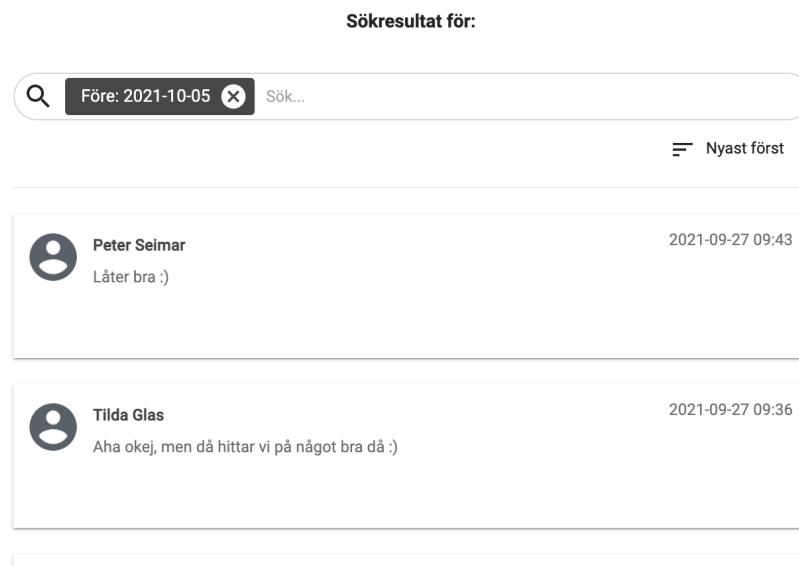 Sökresultat för:
Före: 2021-10-05 Sök...
Nyast först
Peter Seimar 2021-09-27 09:43
Låter bra :)
Tilda Glas 2021-09-27 09:36
Aha okej, men då hittar vi på något bra då :)